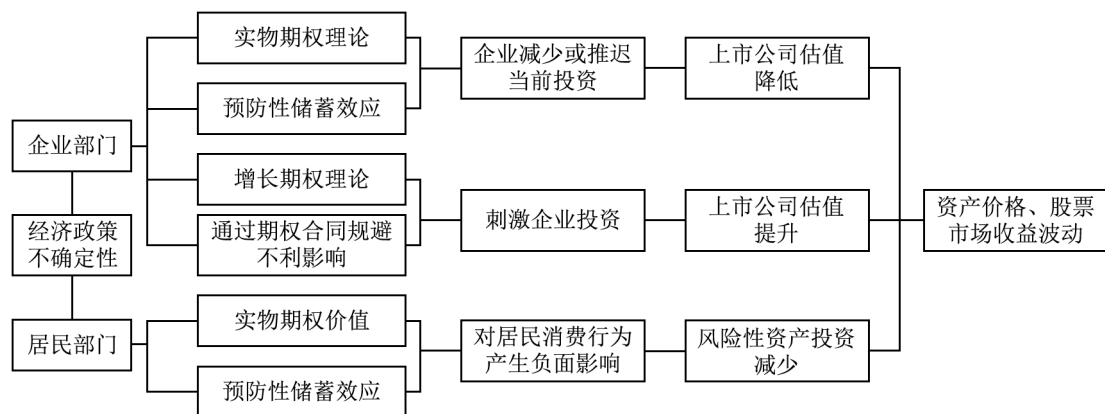 实物期权理论
预防性储蓄效应
企业减少或推迟
当前投资
上市公司估值
降低
企业部门
增长期权理论
通过期权合同规避
不利影响
刺激企业投资
上市公司估值
提升
资产价格、股票
市场收益波动
经济政策
不确定性
居民部门
实物期权价值
预防性储蓄效应
对居民消费行为
产生负面影响
风险性资产投资
减少